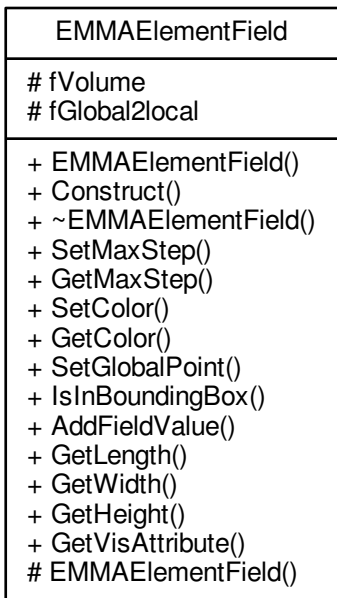 EMMAElementField
# fVolume
# fGlobal2local
+ EMMAElementField()
+ Construct()
+ ~EMMAElementField()
+ SetMaxStep()
+ GetMaxStep()
+ SetColor()
+ GetColor()
+ SetGlobalPoint()
+ IsInBoundingBox()
+ AddFieldValue()
+ GetLength()
+ GetWidth()
+ GetHeight()
+ GetVisAttribute()
# EMMAElementField()